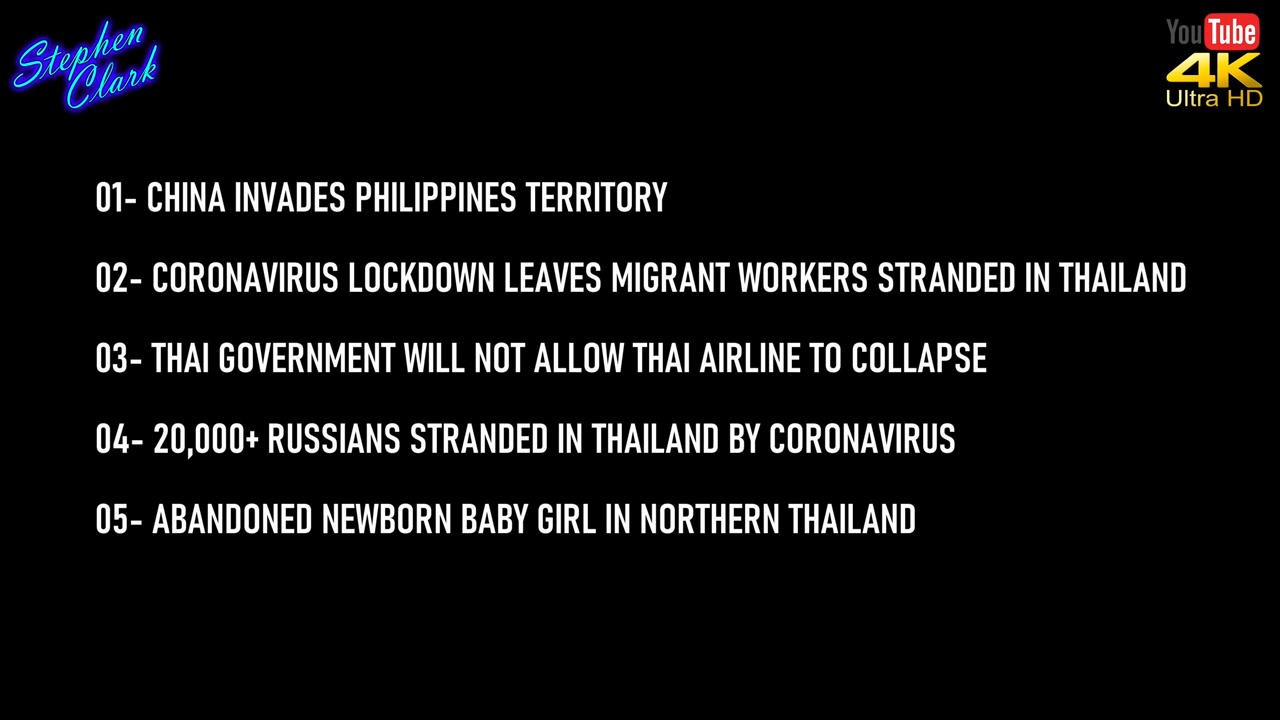 Stephen
Clark
YouTube
4K
Ultra HD
01- CHINA INVADES PHILIPPINES TERRITORY
02- CORONAVIRUS LOCKDOWN LEAVES MIGRANT WORKERS STRANDED IN THAILAND
03- THAI GOVERNMENT WILL NOT ALLOW THAI AIRLINE TO COLLAPSE
04- 20,000+ RUSSIANS STRANDED IN THAILAND BY CORONAVIRUS
05- ABANDONED NEWBORN BABY GIRL IN NORTHERN THAILAND